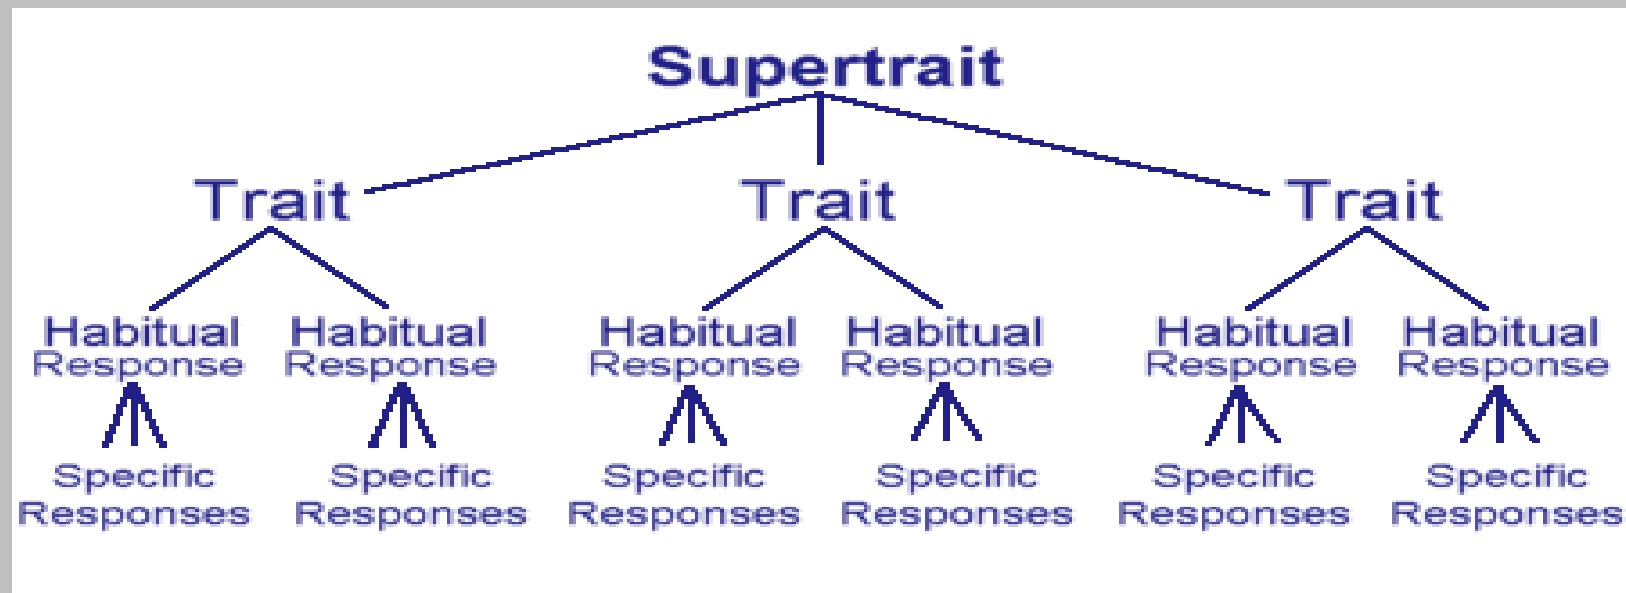 Supertrait
Trait Trait Trait
Habitual Habitual Habitual Habitual Habitual Habitual
Response Response Response Response Response Response
Specific Specific Specific Specific Specific Specific
Responses Responses Responses Responses Responses Responses